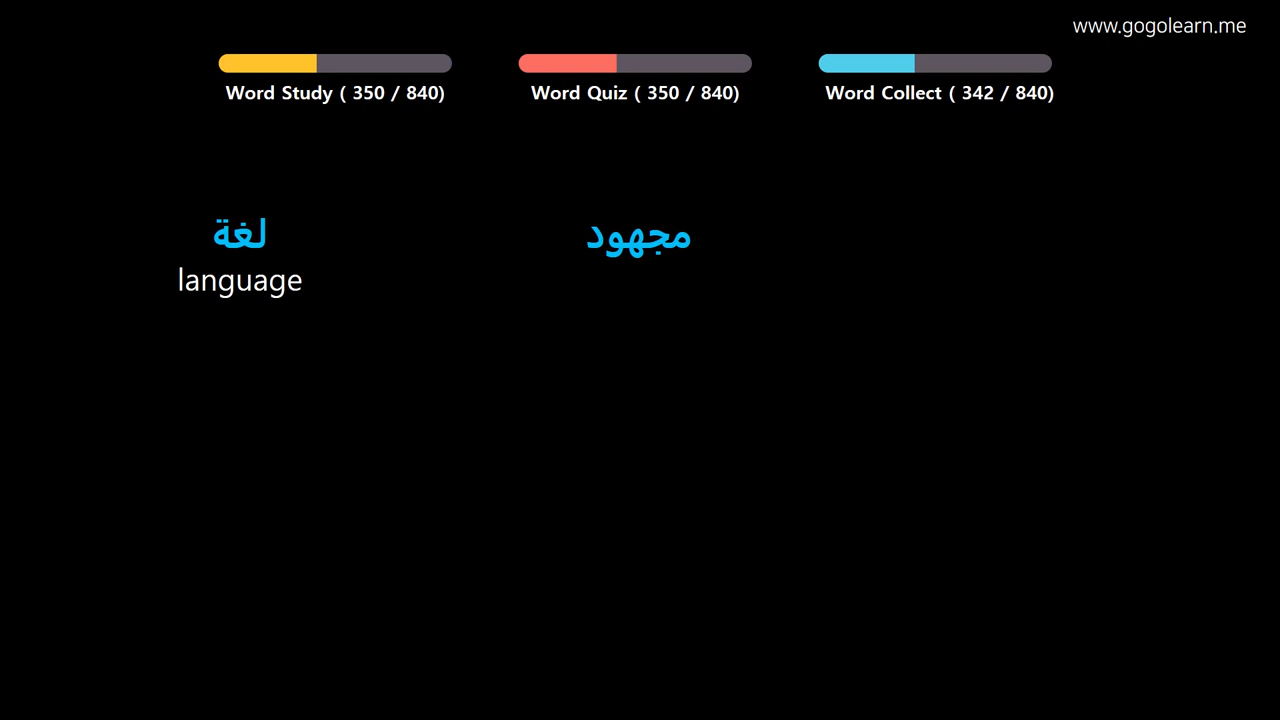 www.gogolearn.me
Word Study ( 350 / 840)
Word Quiz ( 350 / 840)
Word Collect ( 342 / 840)
لغة
language
مجهود